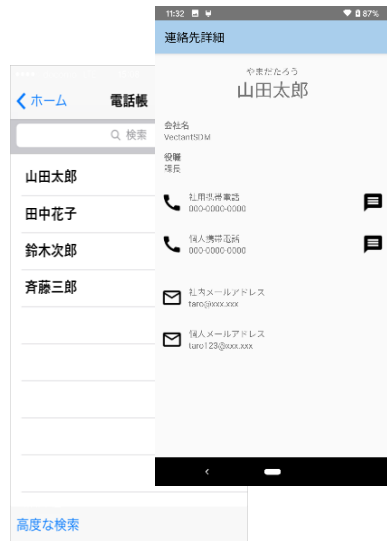 11:32
87%
連絡先詳細
やまだたろう
山田太郎
会社名
VectantSDM
役職
課長
社用携帯電話
000-0000-0000
個人携帯電話
000-0000-0000
社内メールアドレス
taro@xxx.xxx
個人メールアドレス
taro123@xxx.xxx
ホーム
電話帳
検索
山田太郎
田中花子
鈴木次郎
斉藤三郎
高度な検索